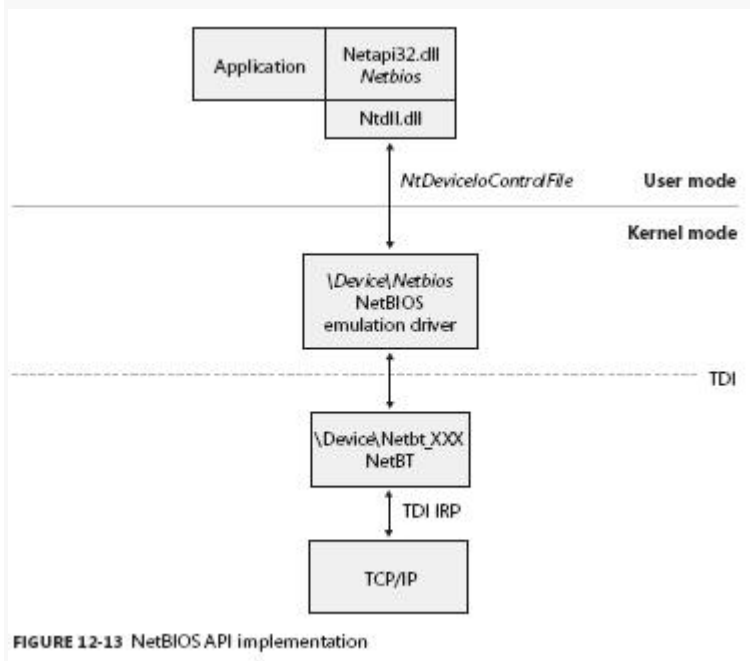 Application
Netapi32.dll
Netbios
Ntdll.dll
NtDeviceIoControlFile
User mode
Kernel mode
\Device\Netbios
NetBIOS
emulation driver
TDI
\Device\Netbt_XXX
NetBT
TDI IRP
TCP/IP
FIGURE 12-13 NetBIOS API implementation